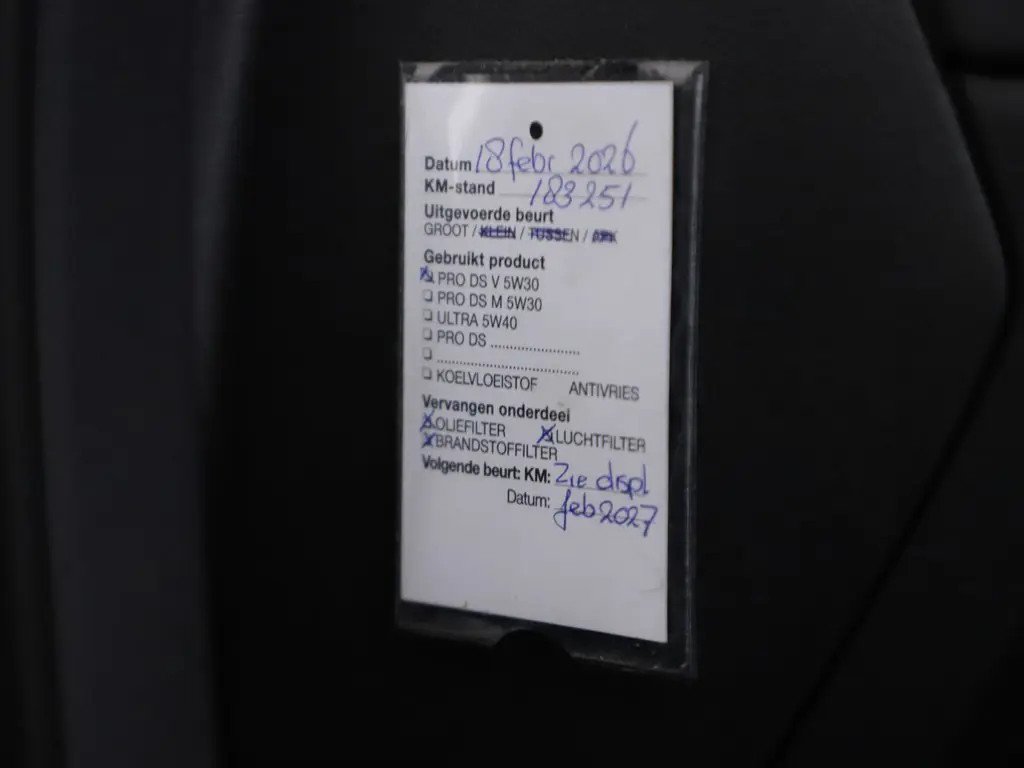 Datum 18 febr 2026
KM-stand 183251
Uitgevoerde beurt
GROOT / KLEIN / TUSSEN / APK
Gebruikt product
PRO DS V 5W30
PRO DS M 5W30
ULTRA 5W40
PRO DS ......................
...................................
KOELVLOEISTOF ANTIVRIES
Vervangen onderdeel
OLIEFILTER LUCHTFILTER
BRANDSTOFFILTER
Volgende beurt: KM: Zie displ
Datum: feb 2027